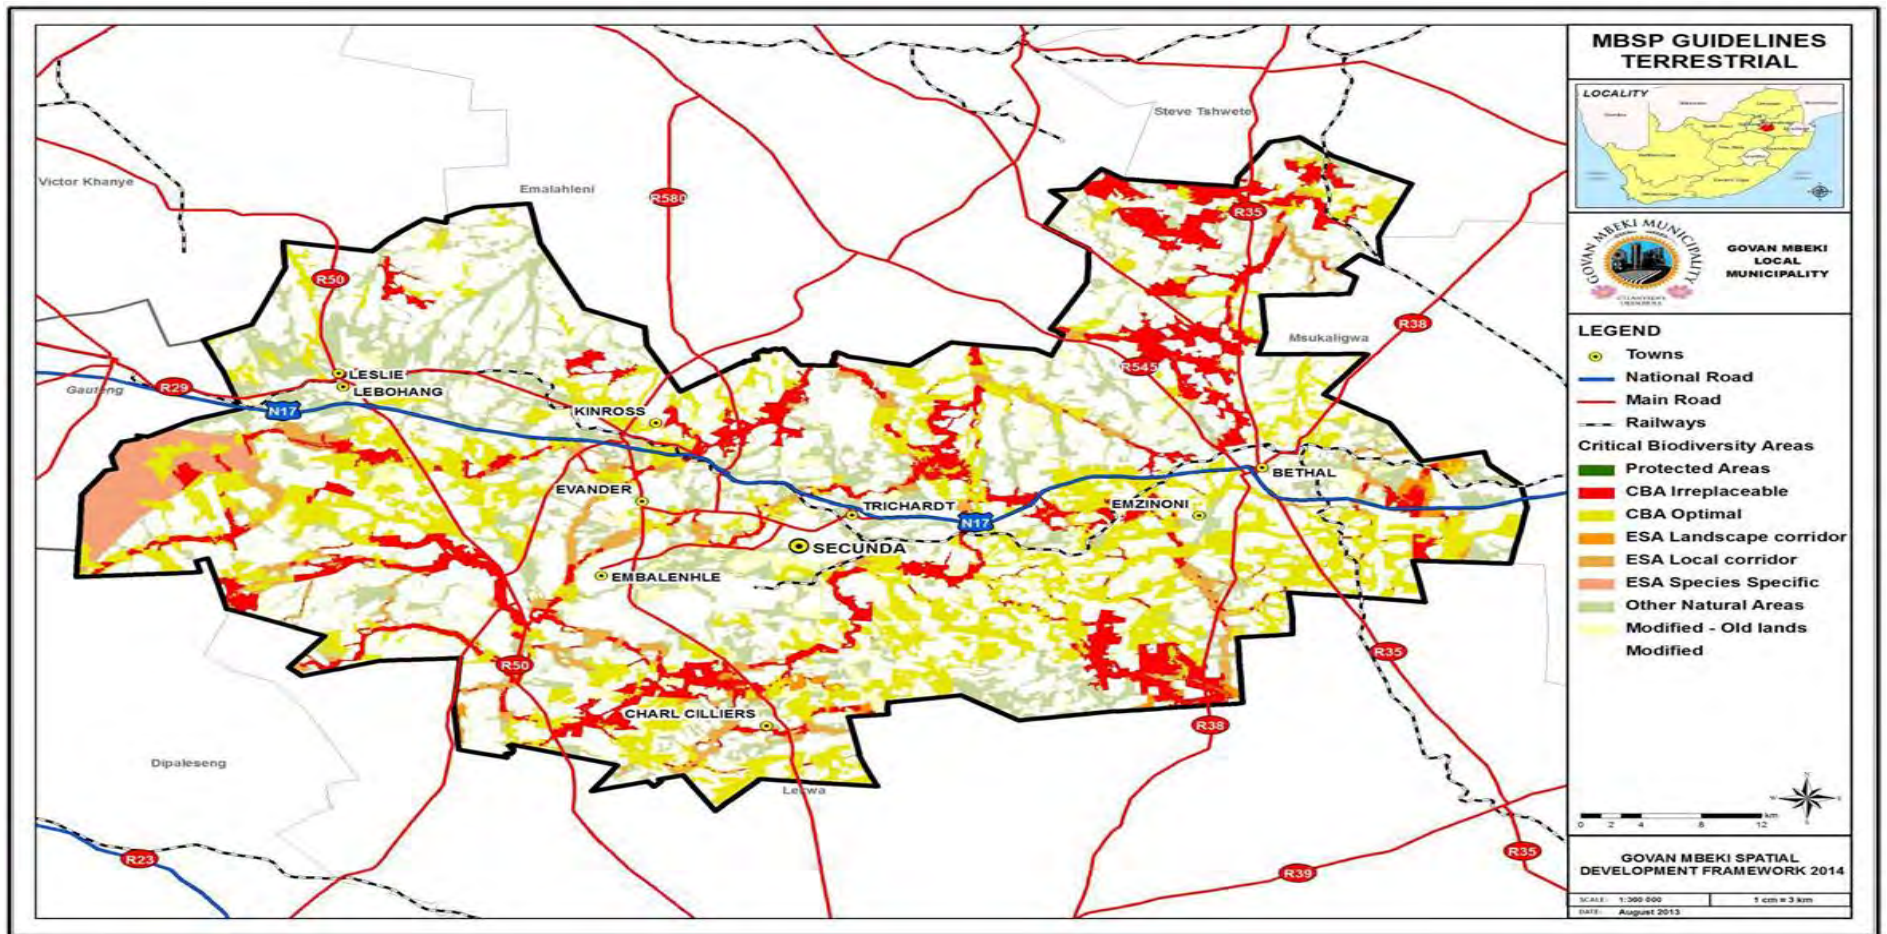 MBSP GUIDELINES
TERRESTRIAL
LOCALITY
GOVAN MBEKI MUNICIPALITY
GOVAN MBEKI
LOCAL
MUNICIPALITY
LEGEND
Towns
National Road
Main Road
Railways
Critical Biodiversity Areas
Protected Areas
CBA Irreplaceable
CBA Optimal
ESA Landscape corridor
ESA Local corridor
ESA Species Specific
Other Natural Areas
Modified - Old lands
Modified
km
0 2 4 8 12
GOVAN MBEKI SPATIAL
DEVELOPMENT FRAMEWORK 2014
SCALE: 1:300 000
1 cm = 3 km
DATE: August 2013
Steve Tshwete
Victor Khanye
Emalahleni
R580
R35
R50
Msukaligwa
R38
R545
LESLIE
LEBOHANG
R29
Gauteng
N17
KINROSS
BETHAL
EVANDER
TRICHARDT
EMZINONI
N17
SECUNDA
EMBALENHLE
R50
R35
CHARL CILLIERS
R38
Dipaleseng
Lekwa
R23
R39
R35